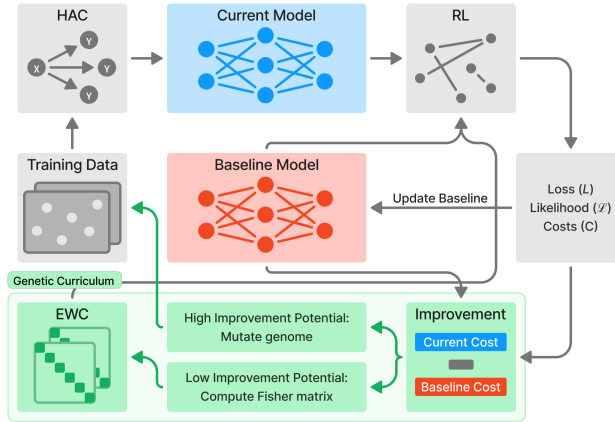 HAC
Current Model
RL
X
Y
Y
Y
Training Data
Baseline Model
Update Baseline
Loss (L)
Likelihood (ℒ)
Costs (C)
Genetic Curriculum
EWC
High Improvement Potential:
Mutate genome
Low Improvement Potential:
Compute Fisher matrix
Improvement
Current Cost
Baseline Cost